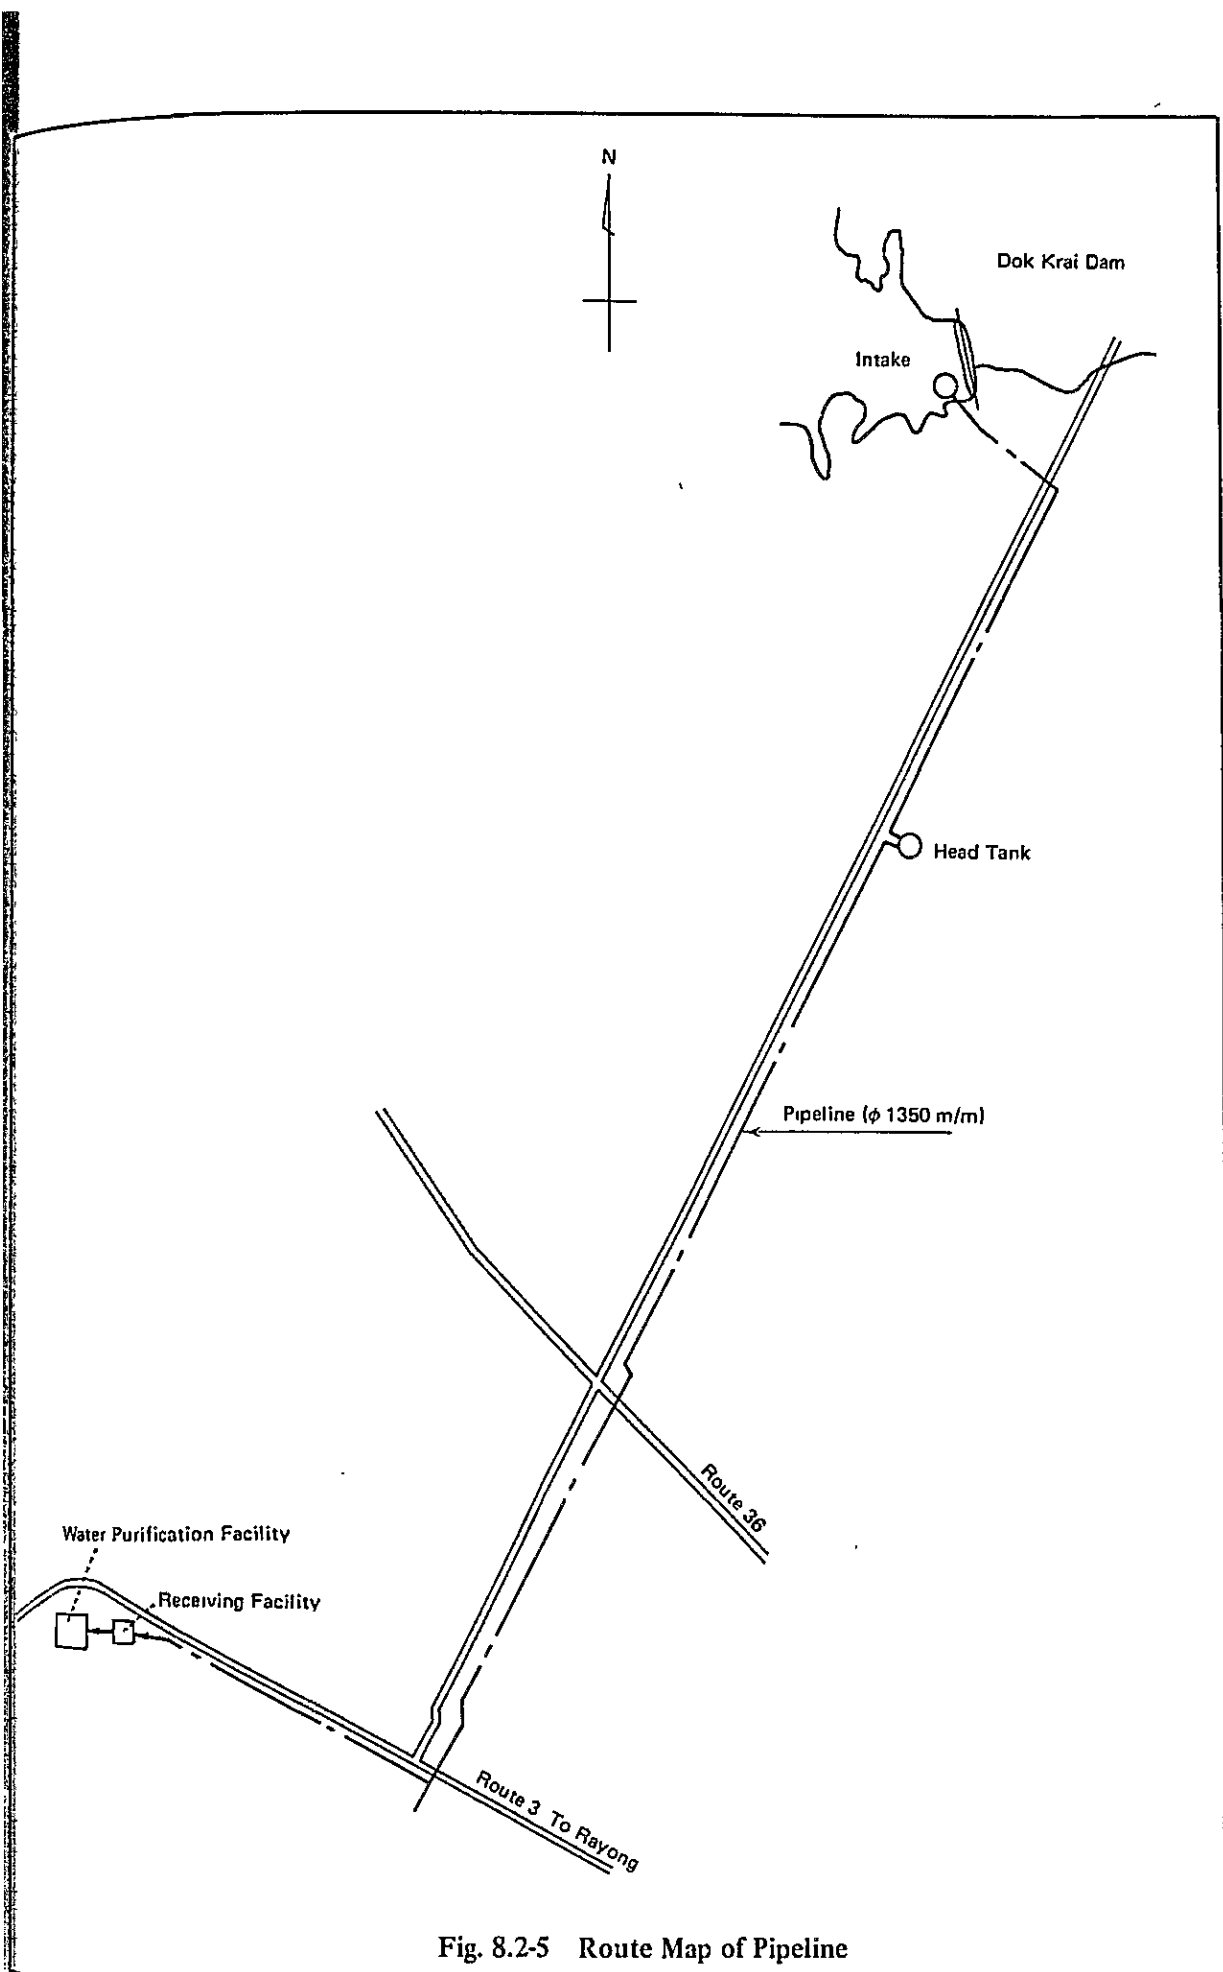 N
Dok Krai Dam
Intake
Head Tank
Pipeline (ϕ 1350 m/m)
Route 36
Water Purification Facility
Receiving Facility
Route 3 To Rayong
Fig. 8.2-5 Route Map of Pipeline